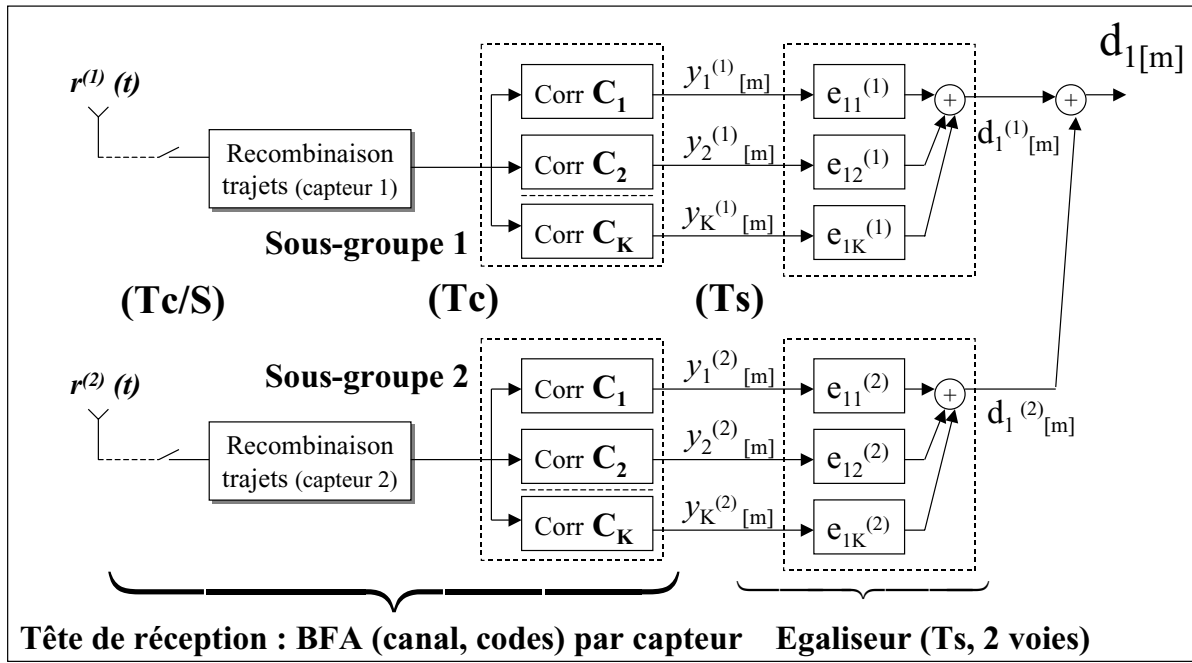 d1[m]
r(1) (t)
Recombinaison
trajets (capteur 1)
Corr C1
Corr C2
Corr CK
y1(1) [m]
y2(1) [m]
yK(1) [m]
e11(1)
e12(1)
e1K(1)
+
+
d1(1)[m]
Sous-groupe 1
(Tc/S)
(Tc)
(Ts)
r(2) (t)
Sous-groupe 2
Recombinaison
trajets (capteur 2)
Corr C1
Corr C2
Corr CK
y1(2) [m]
y2(2) [m]
yK(2) [m]
e11(2)
e12(2)
e1K(2)
+
d1(2)[m]
Tête de réception : BFA (canal, codes) par capteur
Egaliseur (Ts, 2 voies)